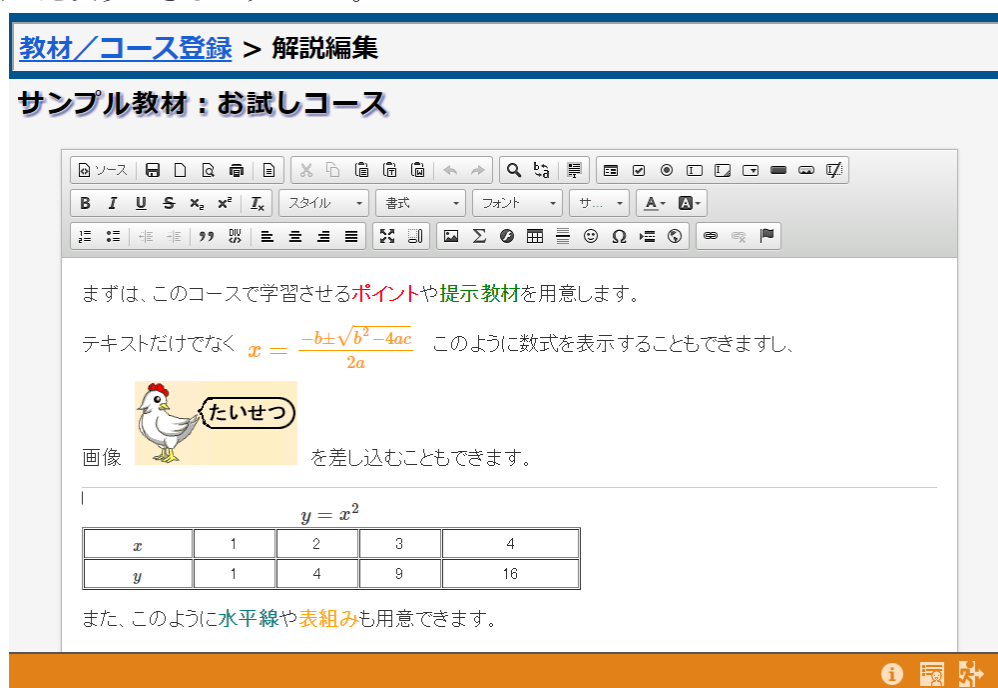 教材／コース登録 > 解説編集
サンプル教材：お試しコース
ソース
B I U S x₂ x² Iₓ スタイル 書式 フォント サ... A A
まずは、このコースで学習させるポイントや提示教材を用意します。
テキストだけでなく x = \frac{-b±\sqrt{b^2-4ac}}{2a} このように数式を表示することもできますし、
たいせつ
画像 を差し込むこともできます。
y = x²
x 1 2 3 4
y 1 4 9 16
また、このように水平線や表組みも用意できます。